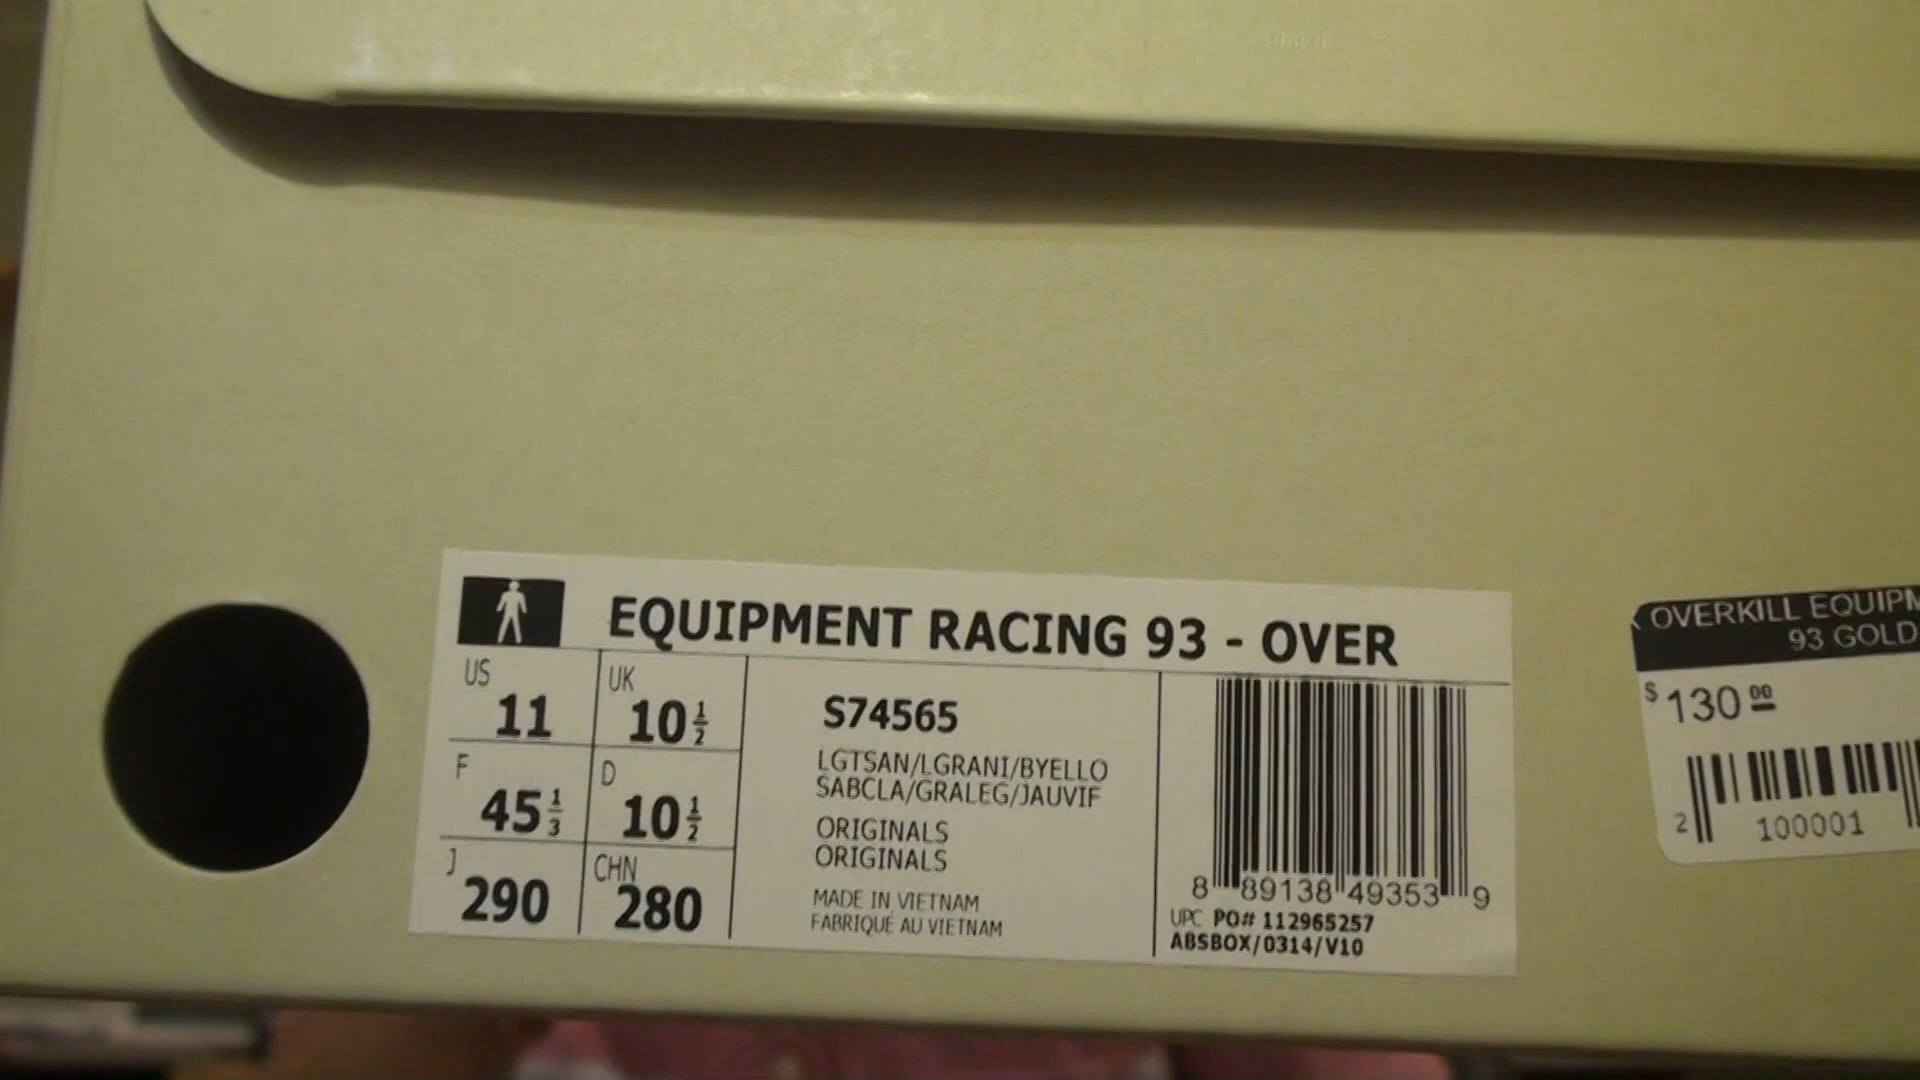 EQUIPMENT RACING 93 - OVER
US 11
UK 10 1/2
F 45 1/3
D 10 1/2
J 290
CHN 280
S74565
LGTSAN/LGRANI/BYELLO
SABCLA/GRALEG/JAUVIF
ORIGINALS
ORIGINALS
MADE IN VIETNAM
FABRIQUÉ AU VIETNAM
8 89138 49353 9
UPC PO# 112965257
ABSBOX/0314/V10
OVERKILL
93 GOLD
$130 00
2 100001